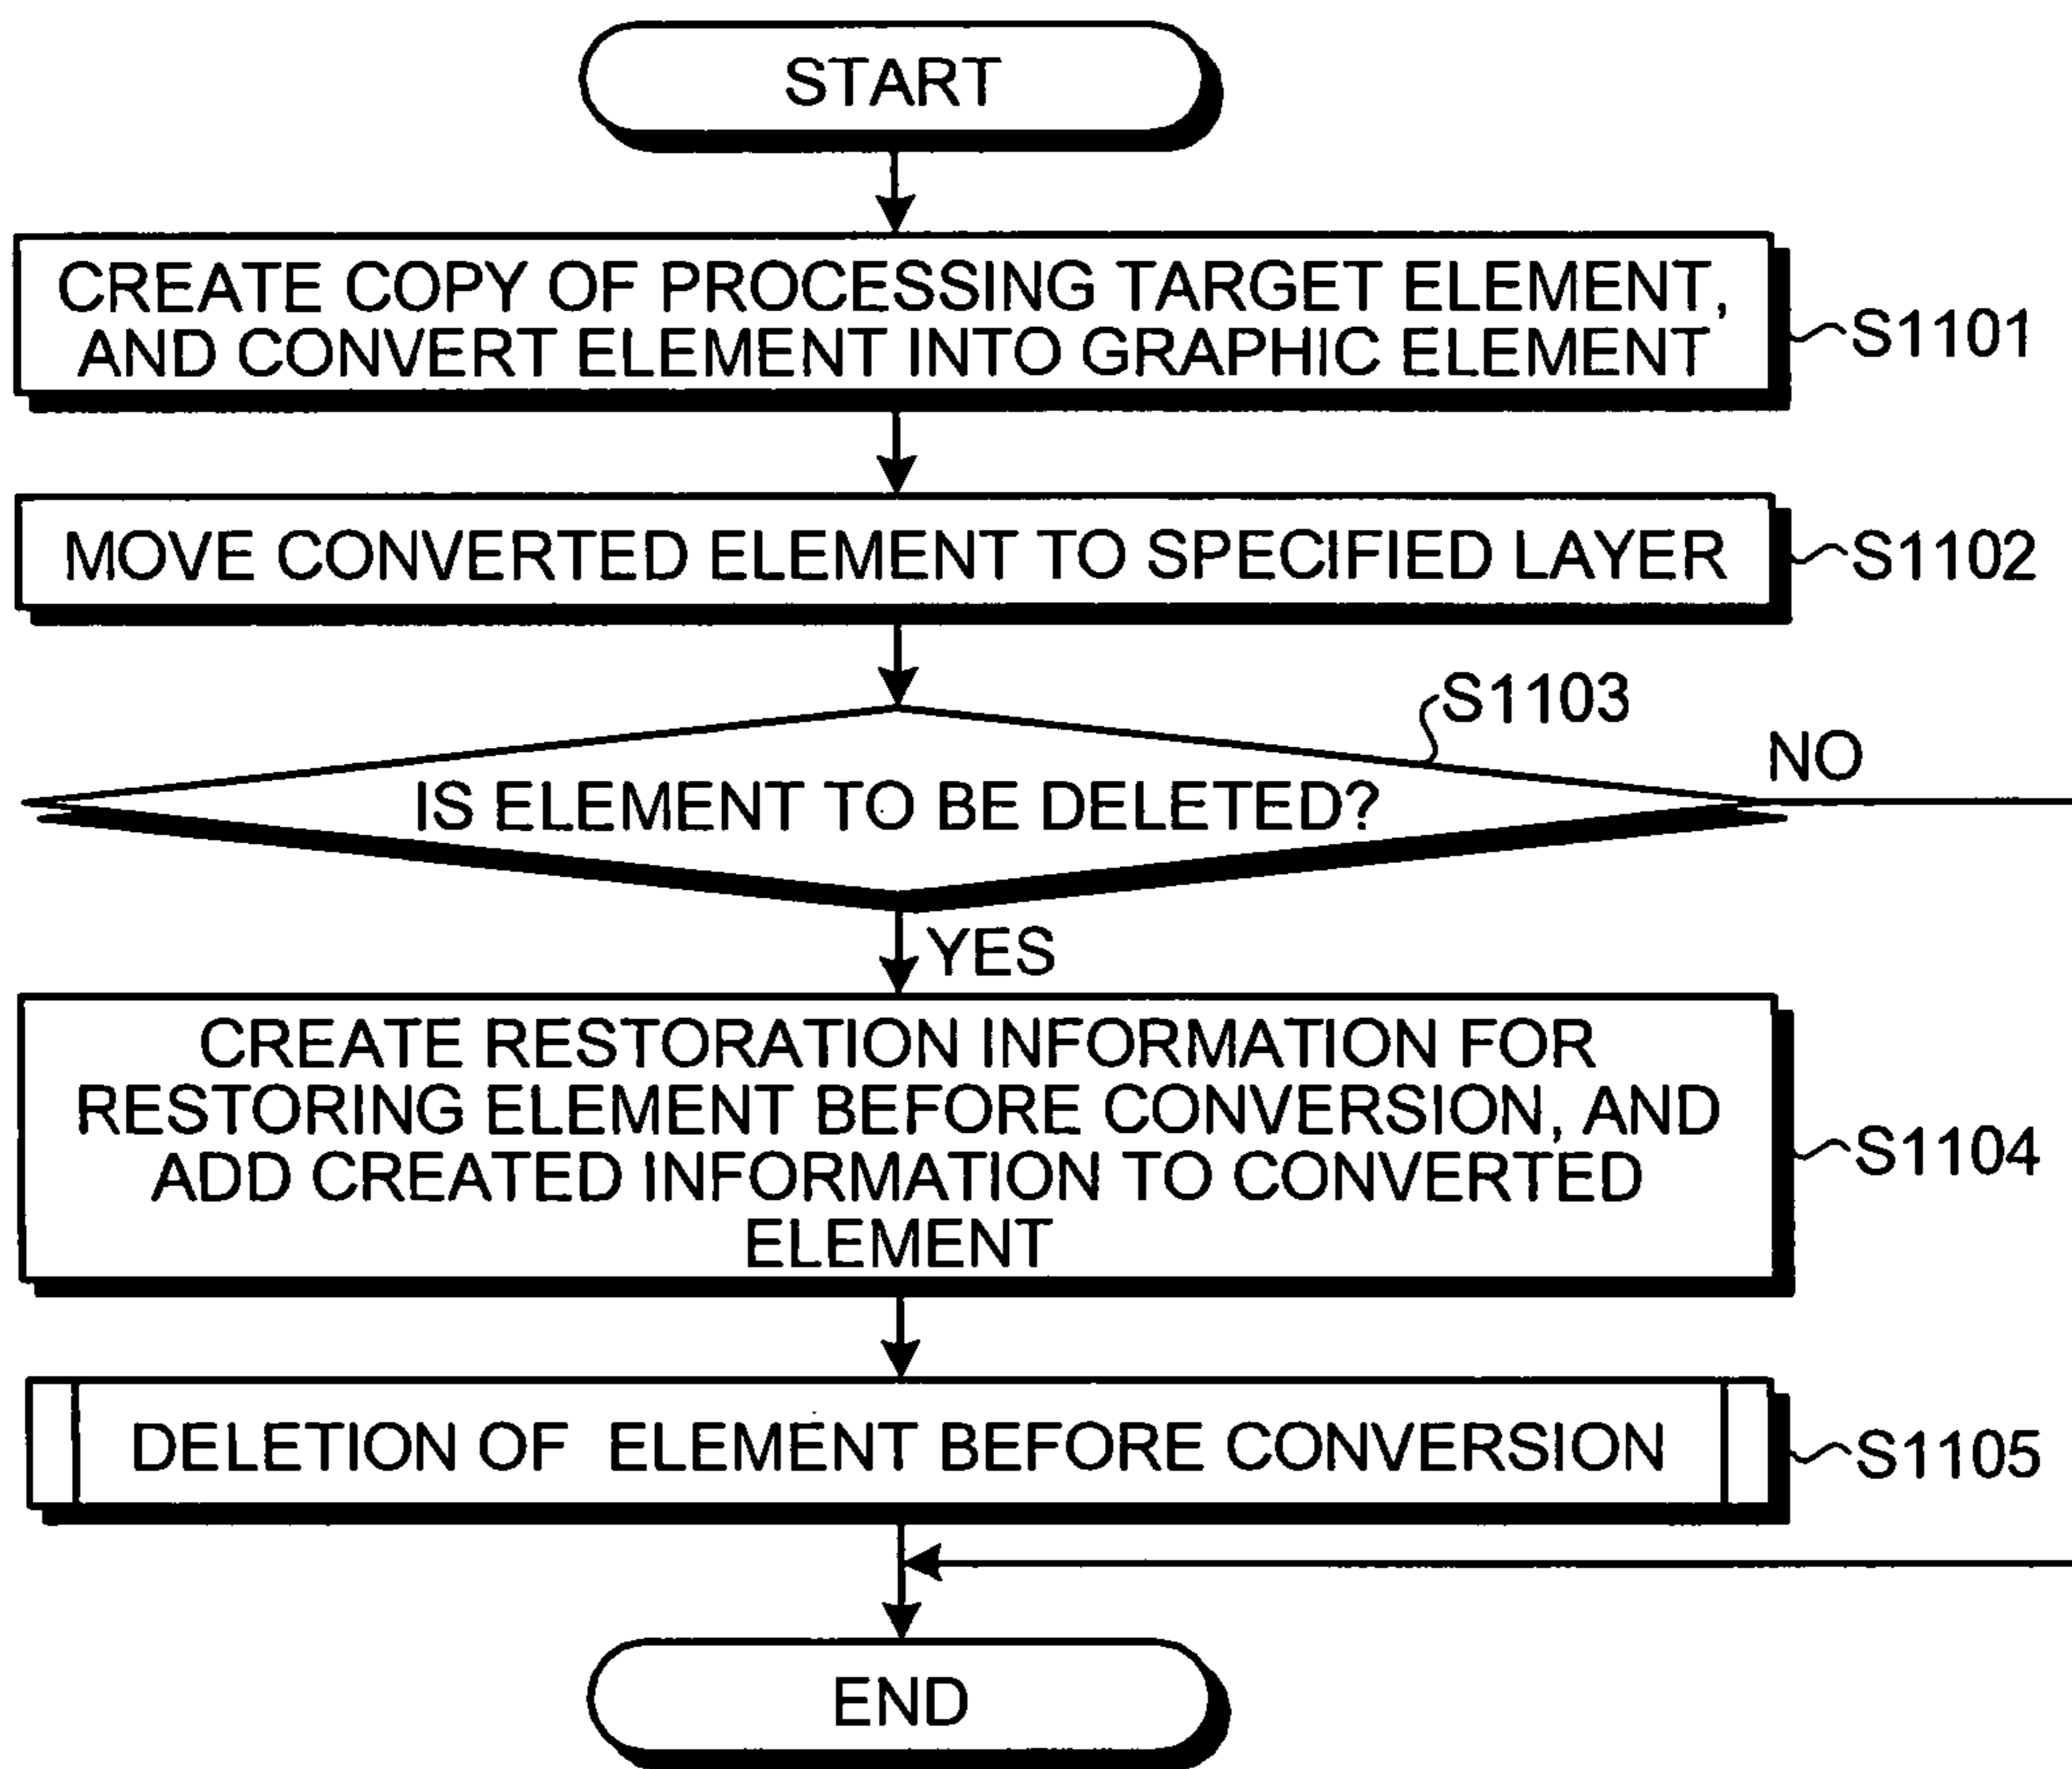 START
CREATE COPY OF PROCESSING TARGET ELEMENT,
AND CONVERT ELEMENT INTO GRAPHIC ELEMENT
S1101
MOVE CONVERTED ELEMENT TO SPECIFIED LAYER
S1102
S1103
NO
IS ELEMENT TO BE DELETED?
YES
CREATE RESTORATION INFORMATION FOR
RESTORING ELEMENT BEFORE CONVERSION, AND
ADD CREATED INFORMATION TO CONVERTED
ELEMENT
S1104
DELETION OF ELEMENT BEFORE CONVERSION
S1105
END